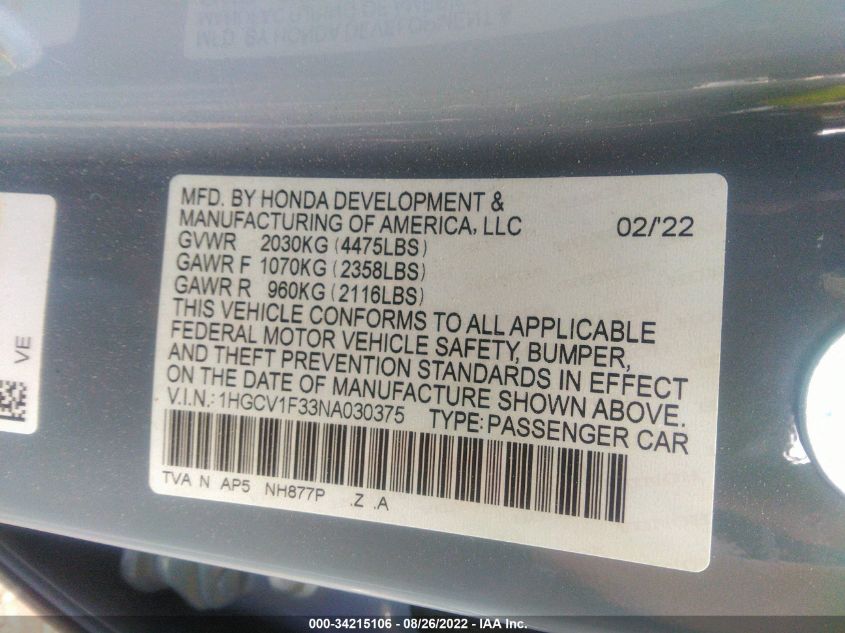 MFD. BY HONDA DEVELOPMENT &
MANUFACTURING OF AMERICA, LLC 02/'22
GVWR 2030KG (4475LBS)
GAWR F 1070KG (2358LBS)
GAWR R 960KG (2116LBS)
THIS VEHICLE CONFORMS TO ALL APPLICABLE
FEDERAL MOTOR VEHICLE SAFETY, BUMPER,
AND THEFT PREVENTION STANDARDS IN EFFECT
ON THE DATE OF MANUFACTURE SHOWN ABOVE.
V.I.N.: 1HGCV1F33NA030375 TYPE: PASSENGER CAR
TVA N AP5 NH877P .Z .A
VE
000-34215106 - 08/26/2022 - IAA Inc.